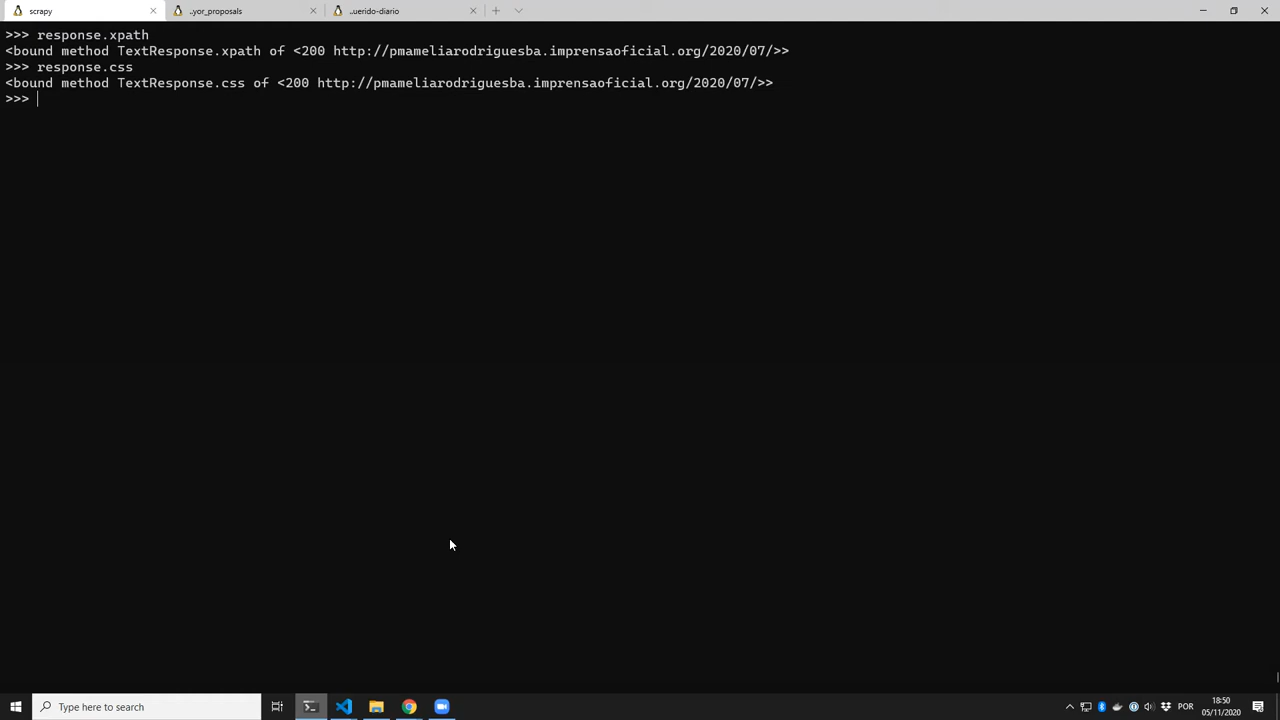 scrapy
..yor_proposals
..uerido-diario
>>> response.xpath
<bound method TextResponse.xpath of <200 http://pmameliarodriguesba.imprensaoficial.org/2020/07/>>
>>> response.css
<bound method TextResponse.css of <200 http://pmameliarodriguesba.imprensaoficial.org/2020/07/>>
>>>
Type here to search
POR
18:50
05/11/2020